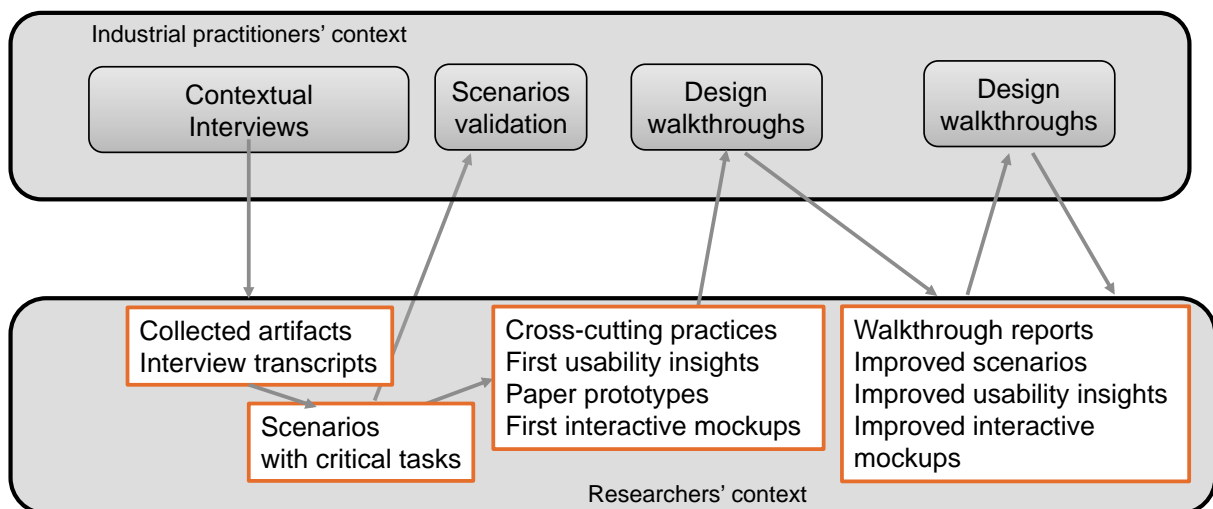 Industrial practitioners’ context
Contextual
Interviews
Scenarios
validation
Design
walkthroughs
Design
walkthroughs
Collected artifacts
Interview transcripts
Scenarios
with critical tasks
Cross-cutting practices
First usability insights
Paper prototypes
First interactive mockups
Walkthrough reports
Improved scenarios
Improved usability insights
Improved interactive
mockups
Researchers’ context